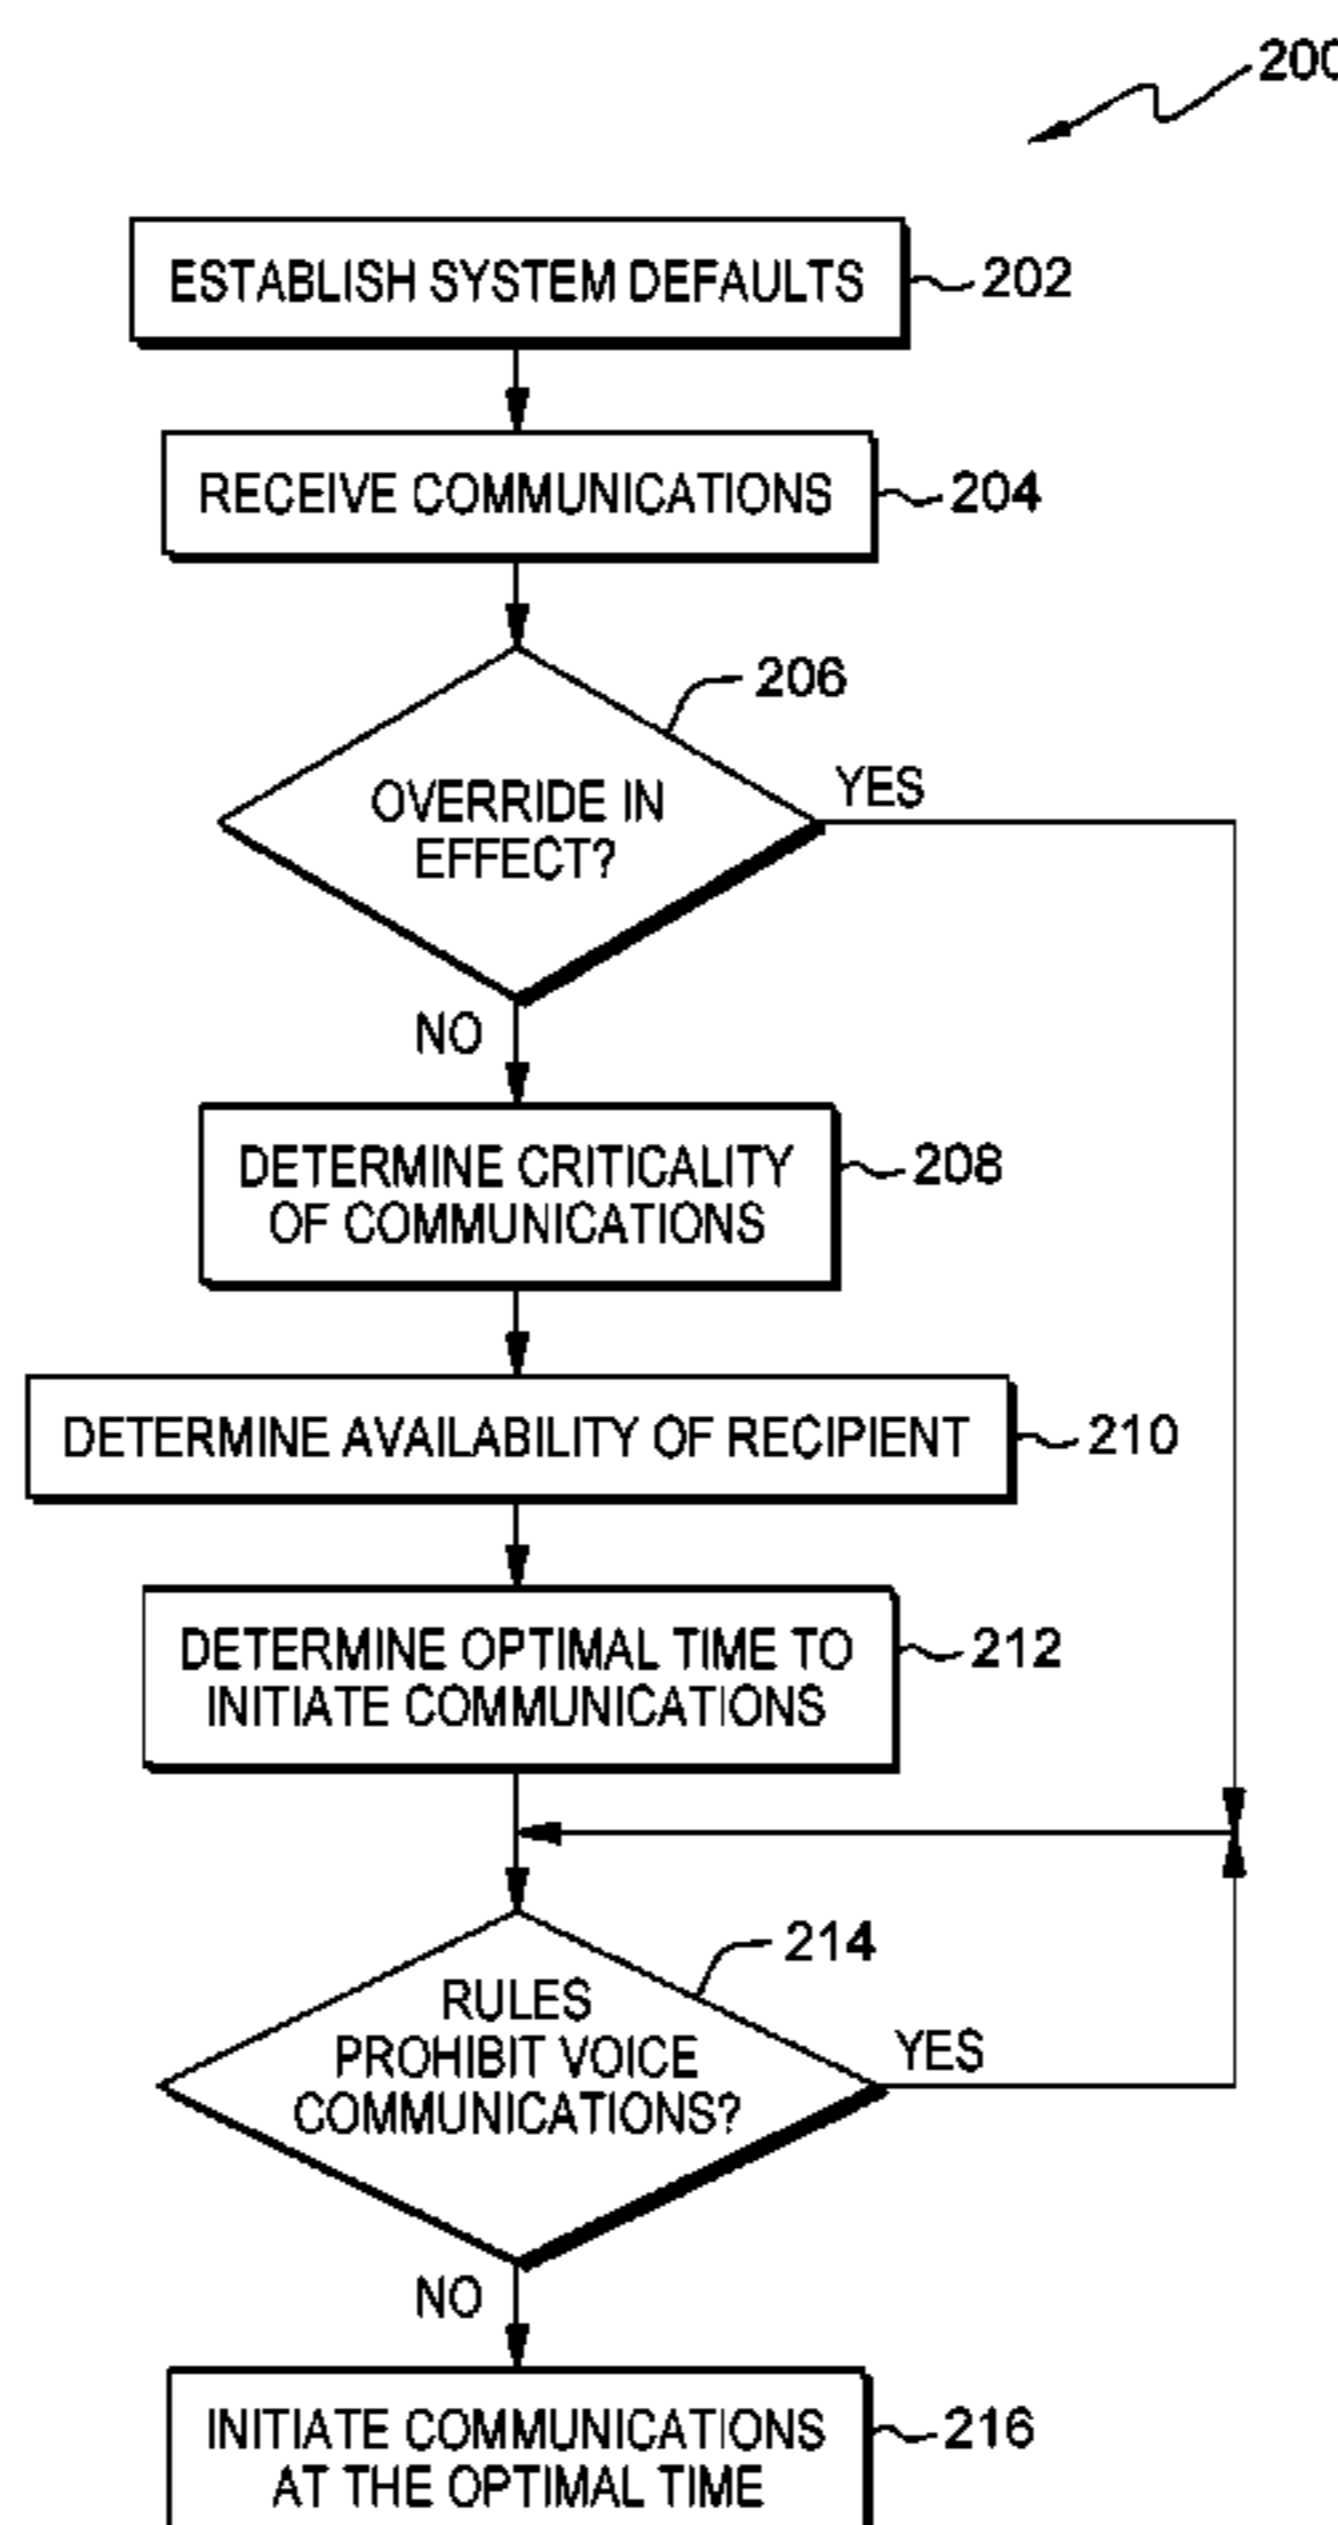 200
ESTABLISH SYSTEM DEFAULTS
202
RECEIVE COMMUNICATIONS
204
206
OVERRIDE IN
EFFECT?
YES
NO
DETERMINE CRITICALITY
OF COMMUNICATIONS
208
DETERMINE AVAILABILITY OF RECIPIENT
210
DETERMINE OPTIMAL TIME TO
INITIATE COMMUNICATIONS
212
214
RULES
PROHIBIT VOICE
COMMUNICATIONS?
YES
NO
INITIATE COMMUNICATIONS
AT THE OPTIMAL TIME
216